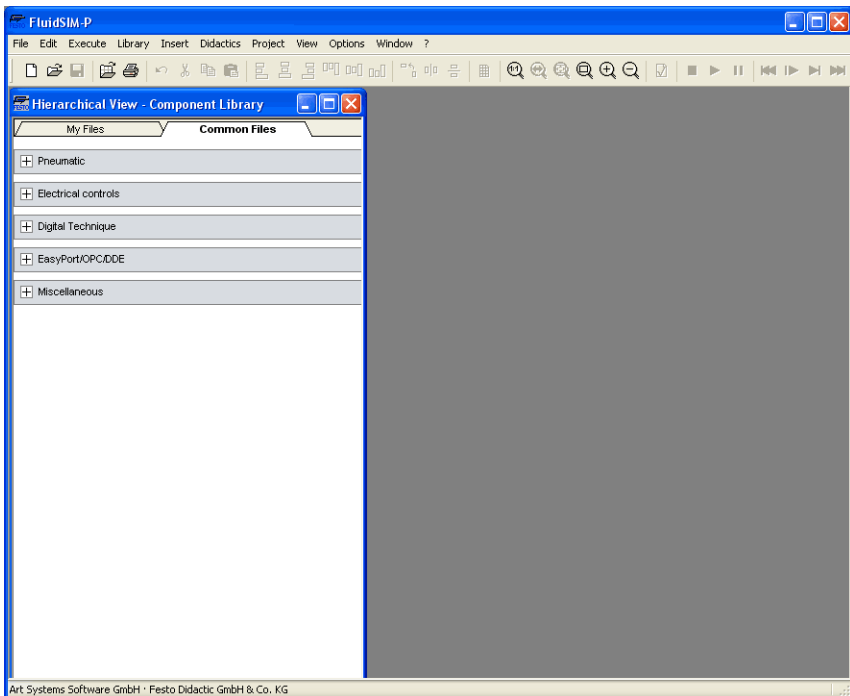 FluidSIM-P
File Edit Execute Library Insert Didactics Project View Options Window ?
Hierarchical View - Component Library
My Files Common Files
Pneumatic
Electrical controls
Digital Technique
EasyPort/OPC/DDE
Miscellaneous
Art Systems Software GmbH · Festo Didactic GmbH & Co. KG